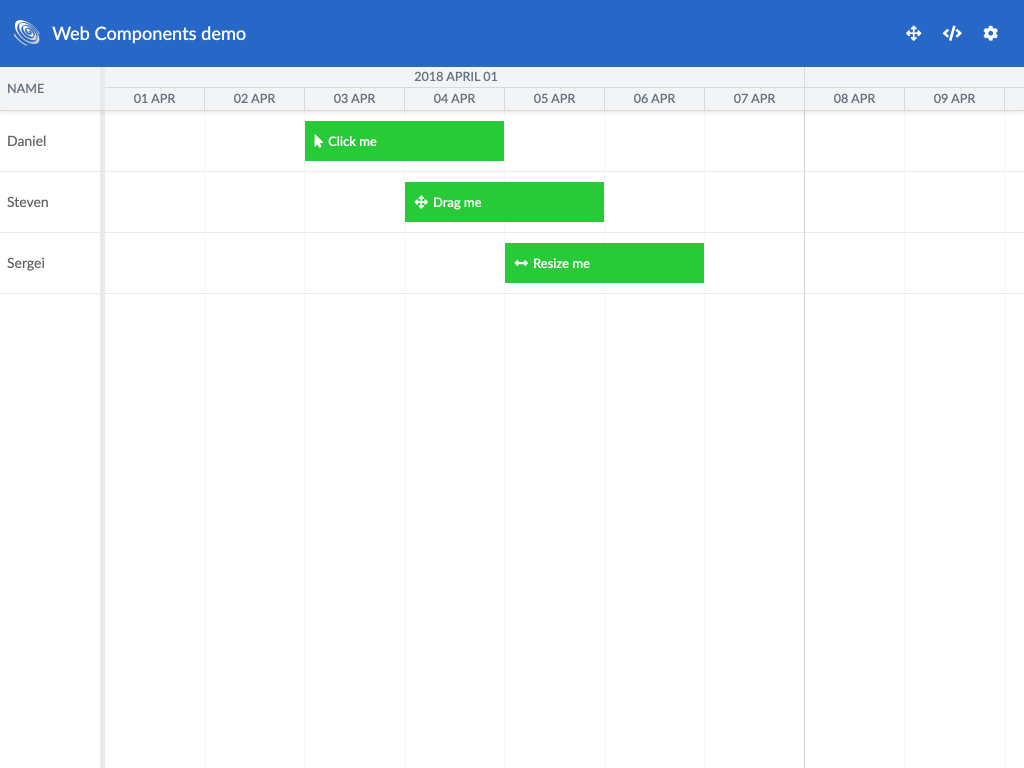 Web Components demo
NAME
2018 APRIL 01
01 APR 02 APR 03 APR 04 APR 05 APR 06 APR 07 APR 08 APR 09 APR
Daniel Click me
Steven Drag me
Sergei Resize me